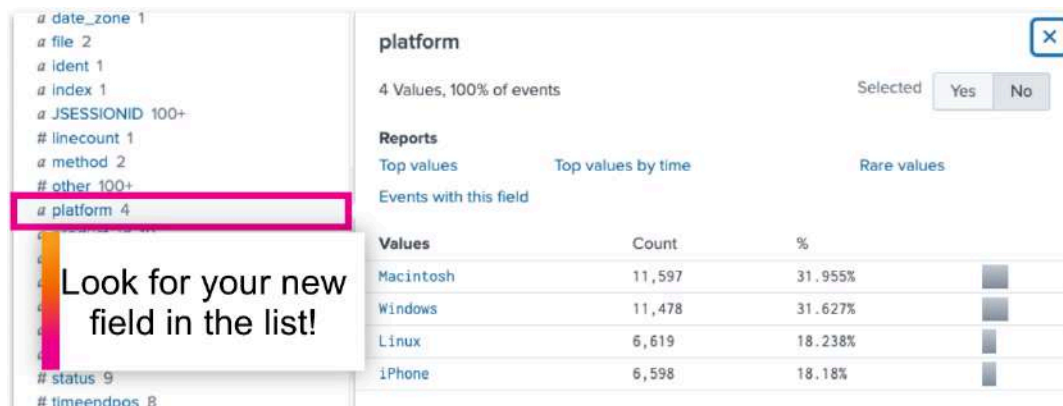 a date_zone 1
a file 2
a ident 1
a index 1
a JSESSIONID 100+
# linecount 1
a method 2
# other 100+
a platform 4
Look for your new
field in the list!
# status 9
# timeendpos 8
platform
4 Values, 100% of events
Selected Yes No
Reports
Top values Top values by time Rare values
Events with this field
Values Count %
Macintosh 11,597 31.955%
Windows 11,478 31.627%
Linux 6,619 18.238%
iPhone 6,598 18.18%